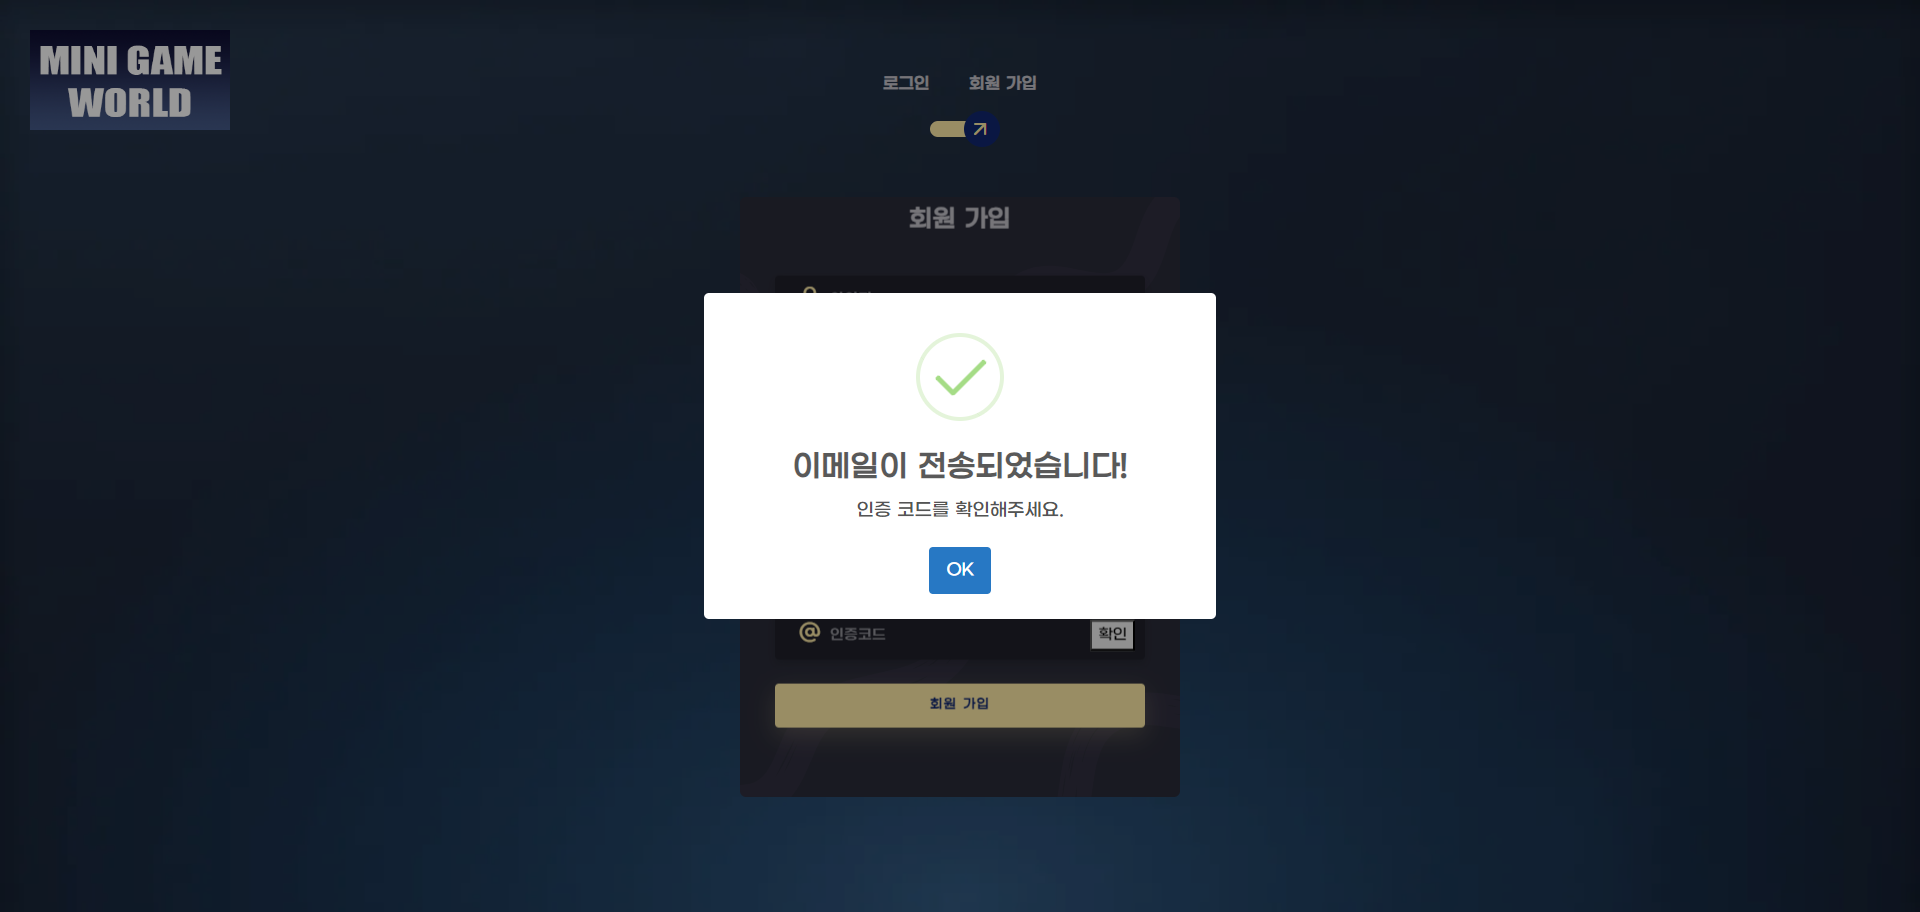 MINI GAME
WORLD
로그인 회원 가입
회원 가입
이메일이 전송되었습니다!
인증 코드를 확인해주세요.
OK
@ 인증코드 확인
회원 가입